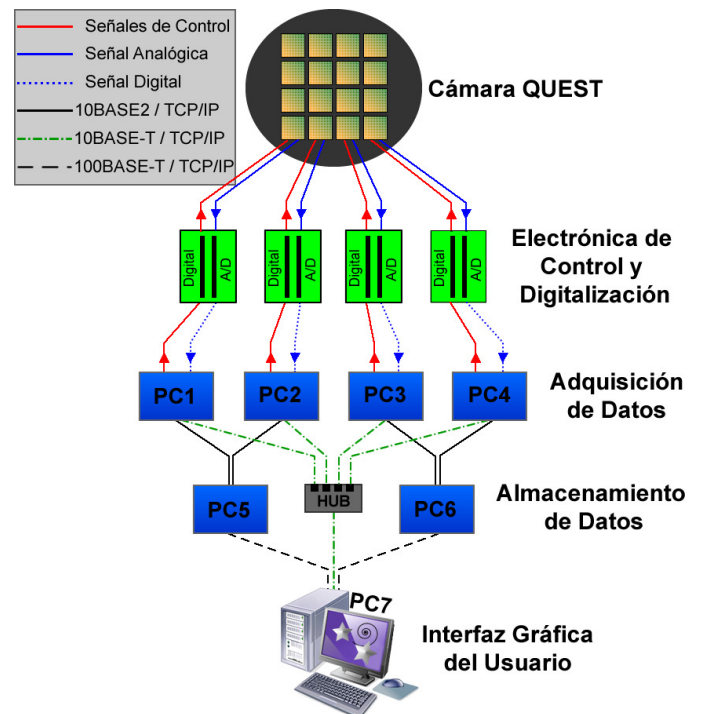 Señales de Control
Señal Analógica
Señal Digital
10BASE2 / TCP/IP
10BASE-T / TCP/IP
100BASE-T / TCP/IP
Cámara QUEST
Digital
A/D
Digital
A/D
Digital
A/D
Digital
A/D
Electrónica de
Control y
Digitalización
PC1
PC2
PC3
PC4
Adquisición
de Datos
PC5
HUB
PC6
Almacenamiento
de Datos
PC7
Interfaz Gráfica
del Usuario